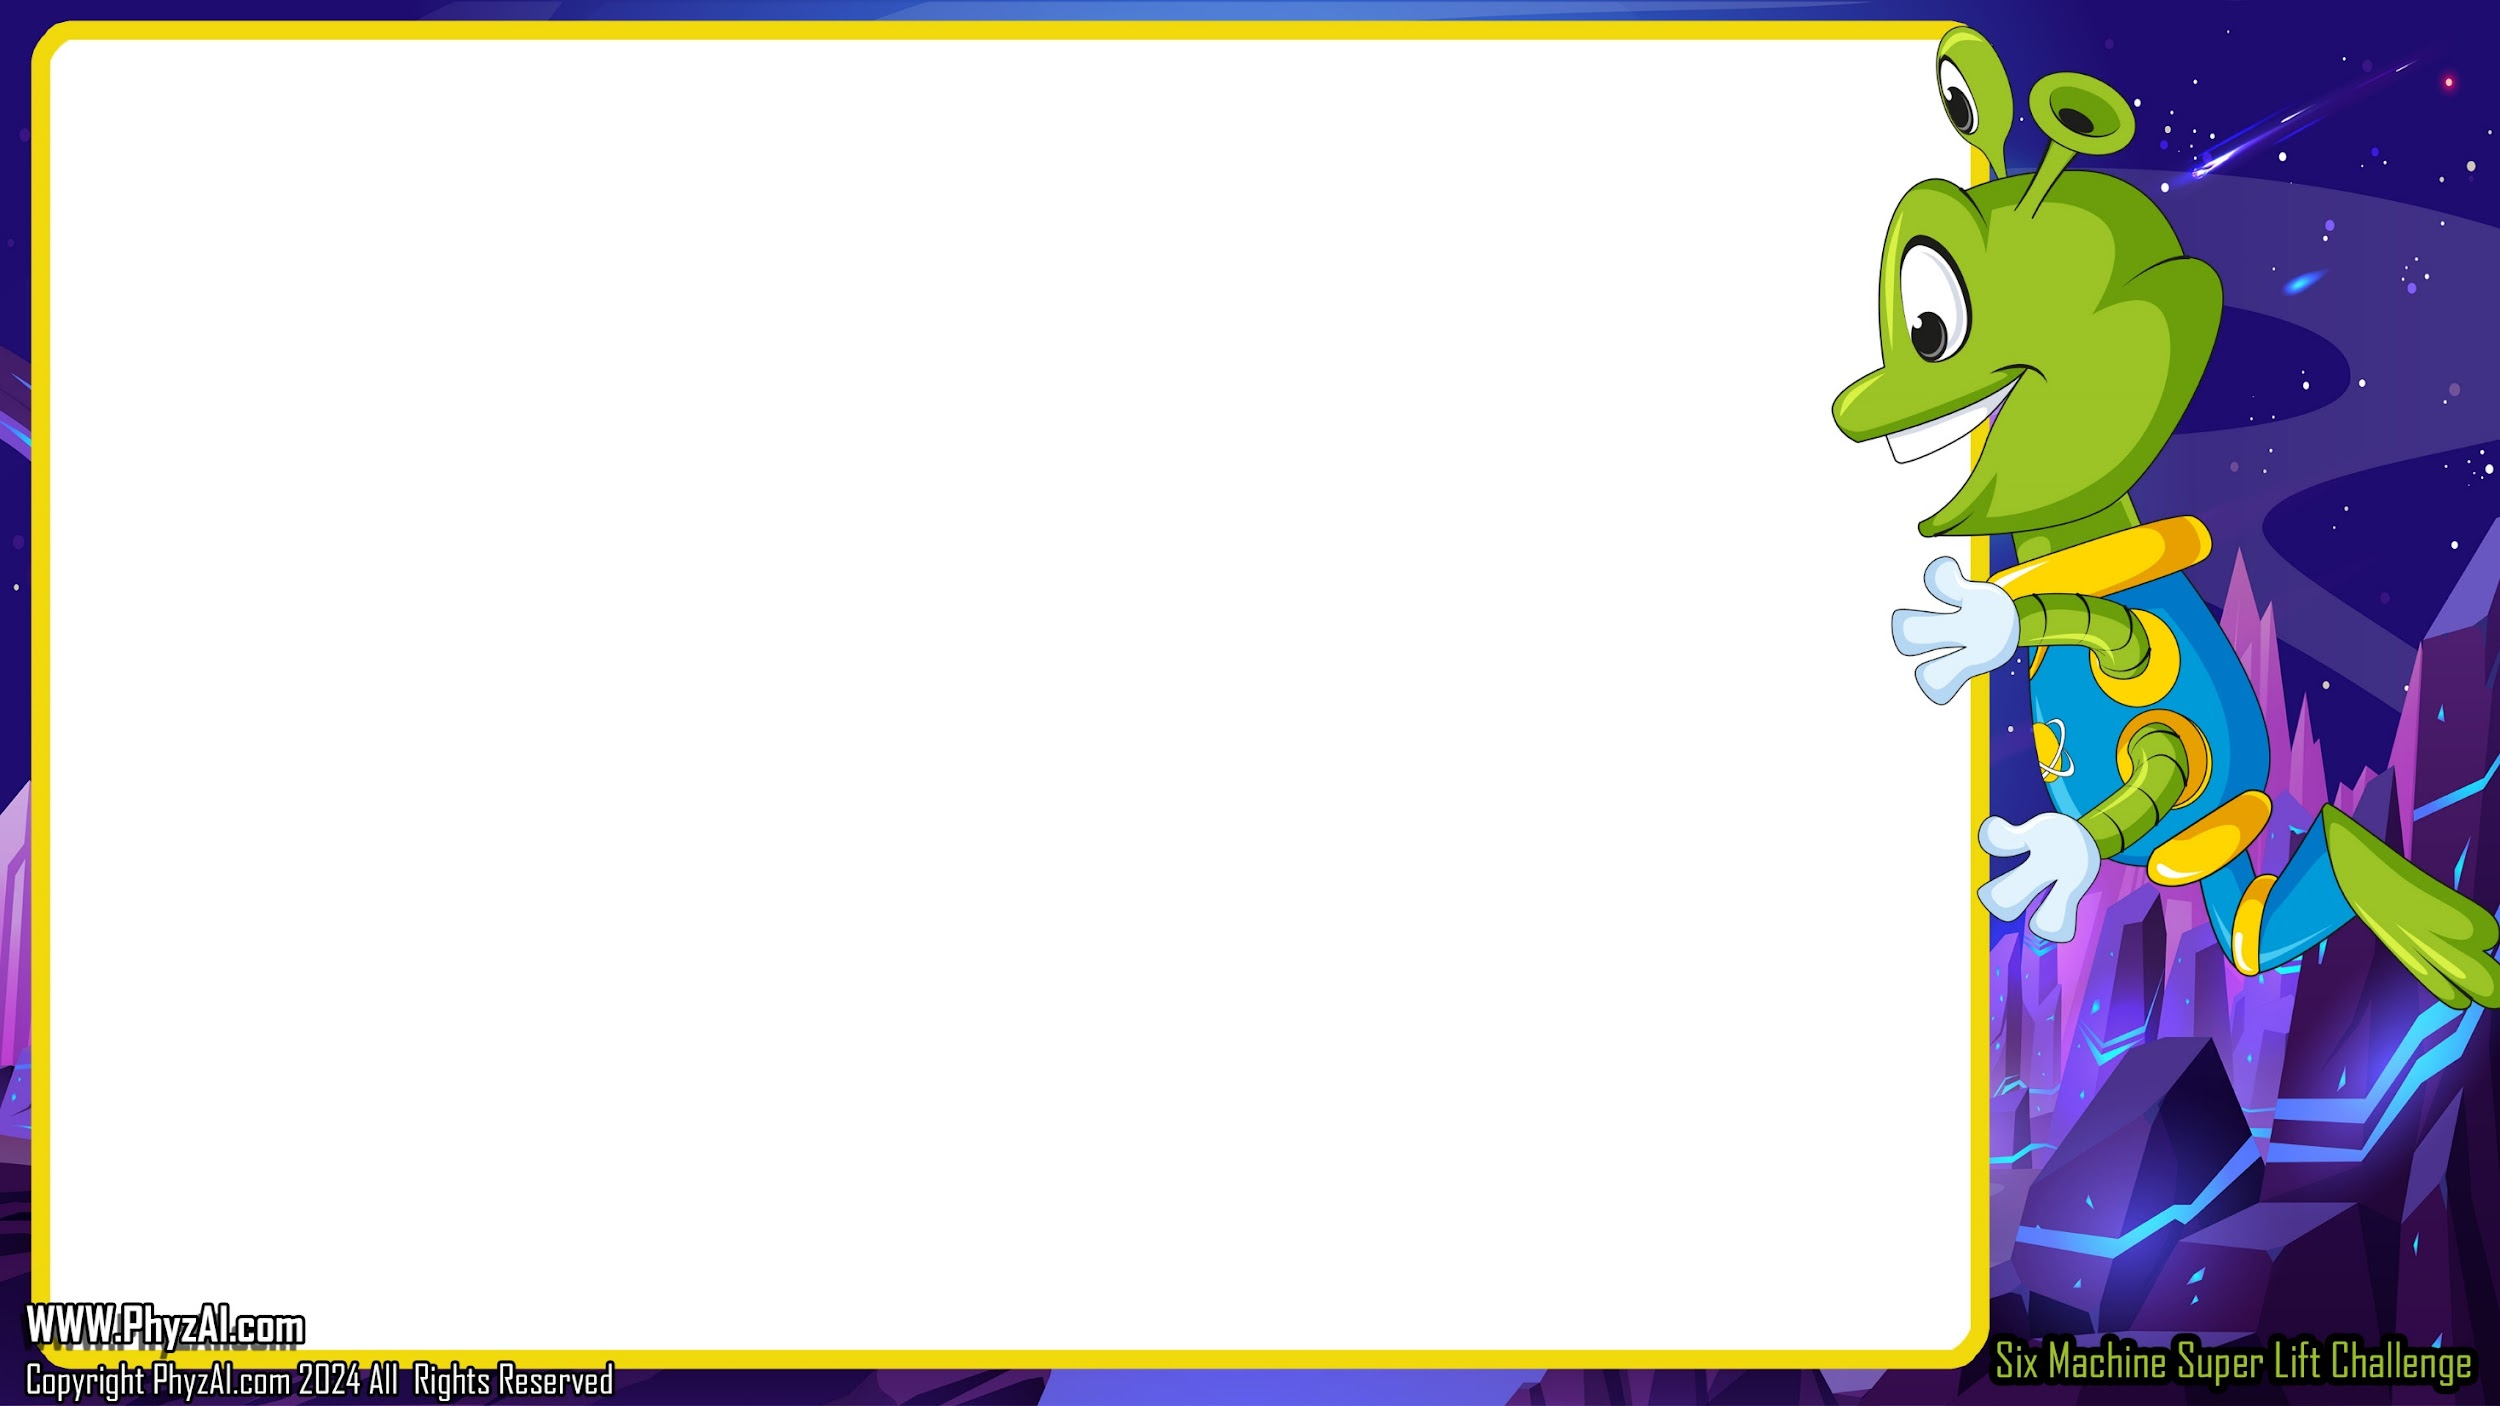 WWW.PhyzAI.com
Copyright PhyzAI.com 2024 All Rights Reserved
Six Machine Super Lift Challenge